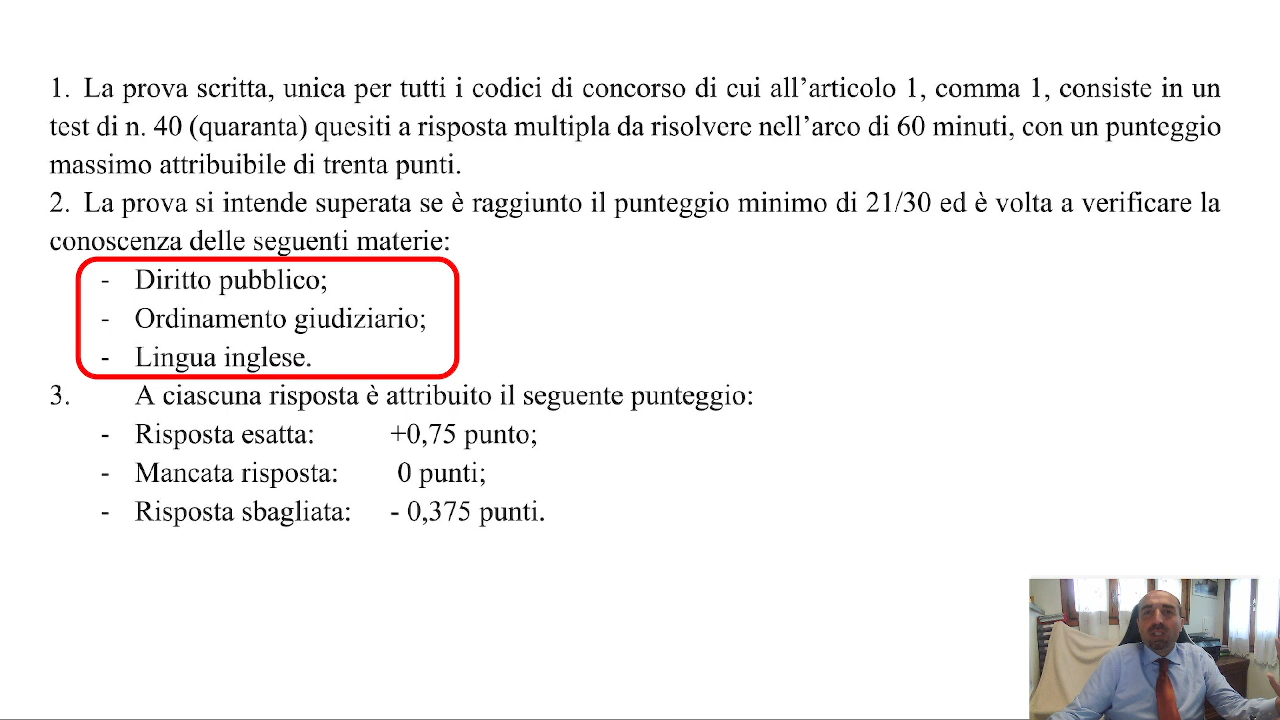 1. La prova scritta, unica per tutti i codici di concorso di cui all’articolo 1, comma 1, consiste in un
test di n. 40 (quaranta) quesiti a risposta multipla da risolvere nell’arco di 60 minuti, con un punteggio
massimo attribuibile di trenta punti.
2. La prova si intende superata se è raggiunto il punteggio minimo di 21/30 ed è volta a verificare la
conoscenza delle seguenti materie:
- Diritto pubblico;
- Ordinamento giudiziario;
- Lingua inglese.
3. A ciascuna risposta è attribuito il seguente punteggio:
- Risposta esatta: +0,75 punto;
- Mancata risposta: 0 punti;
- Risposta sbagliata: - 0,375 punti.